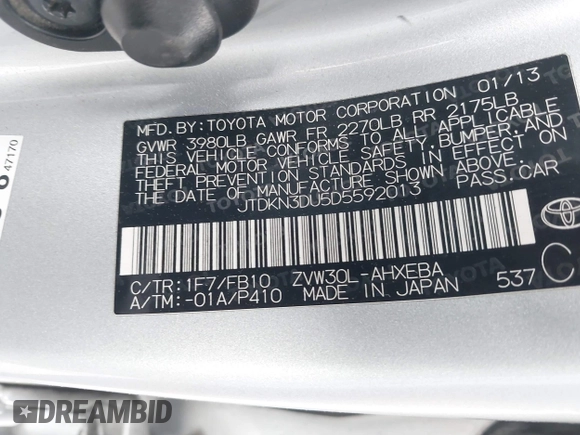 47170
MFD. BY: TOYOTA MOTOR CORPORATION 01/13
GVWR 3980LB GAWR FR 2270LB RR 2175LB
THIS VEHICLE CONFORMS TO ALL APPLICABLE
FEDERAL MOTOR VEHICLE SAFETY, BUMPER, AND
THEFT PREVENTION STANDARDS IN EFFECT ON
THE DATE OF MANUFACTURE SHOWN ABOVE.
JTDKN3DU5D5592013 PASS.CAR
C/TR: 1F7/FB10 ZVW30L-AHXEBA
A/TM: -01A/P410 MADE IN JAPAN 537 G
DREAMBID